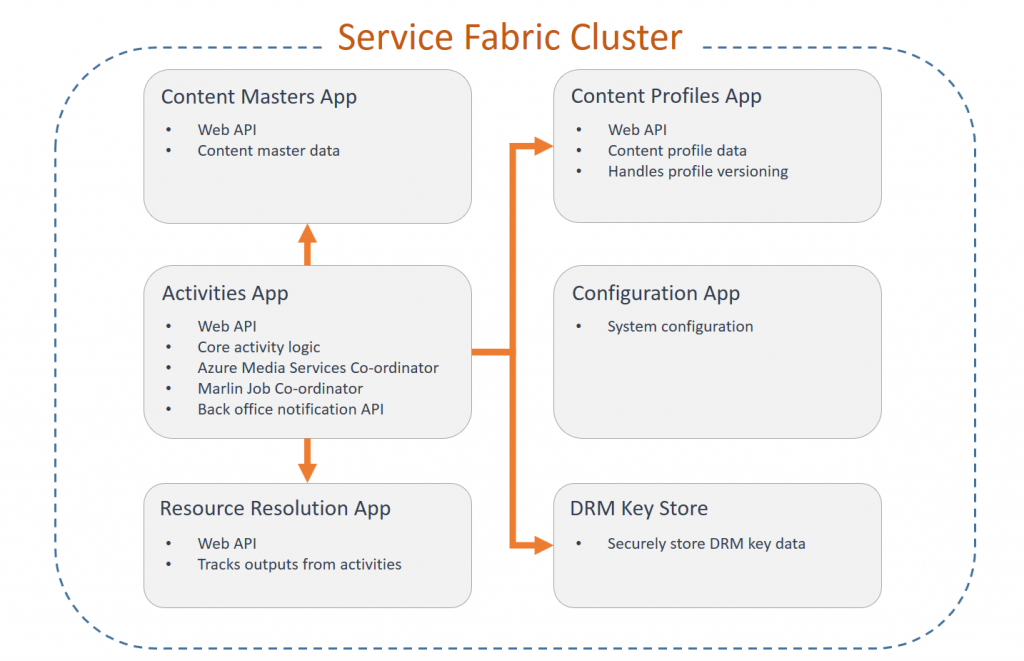 Service Fabric Cluster
Content Masters App
• Web API
• Content master data
Content Profiles App
• Web API
• Content profile data
• Handles profile versioning
Activities App
• Web API
• Core activity logic
• Azure Media Services Co-ordinator
• Marlin Job Co-ordinator
• Back office notification API
Configuration App
• System configuration
Resource Resolution App
• Web API
• Tracks outputs from activities
DRM Key Store
• Securely store DRM key data